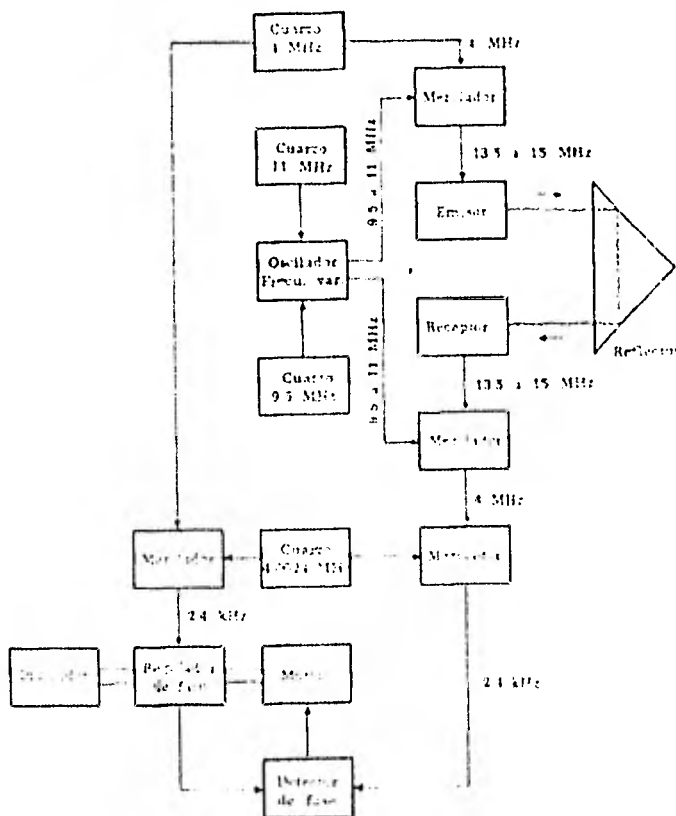 Cuarzo
4 MHz
4 MHz
Mezclador
Cuarzo
11 MHz
9.5 a 11 MHz
13.5 a 15 MHz
Emisor
Oscilador
Frecu. var.
Receptor
Reflector
Cuarzo
9.5 MHz
9.5 a 11 MHz
13.5 a 15 MHz
Mezclador
4 MHz
Mezclador
Cuarzo
Mezclador
2.4 kHz
de fase
Motor
2.4 kHz
Detector
de fase